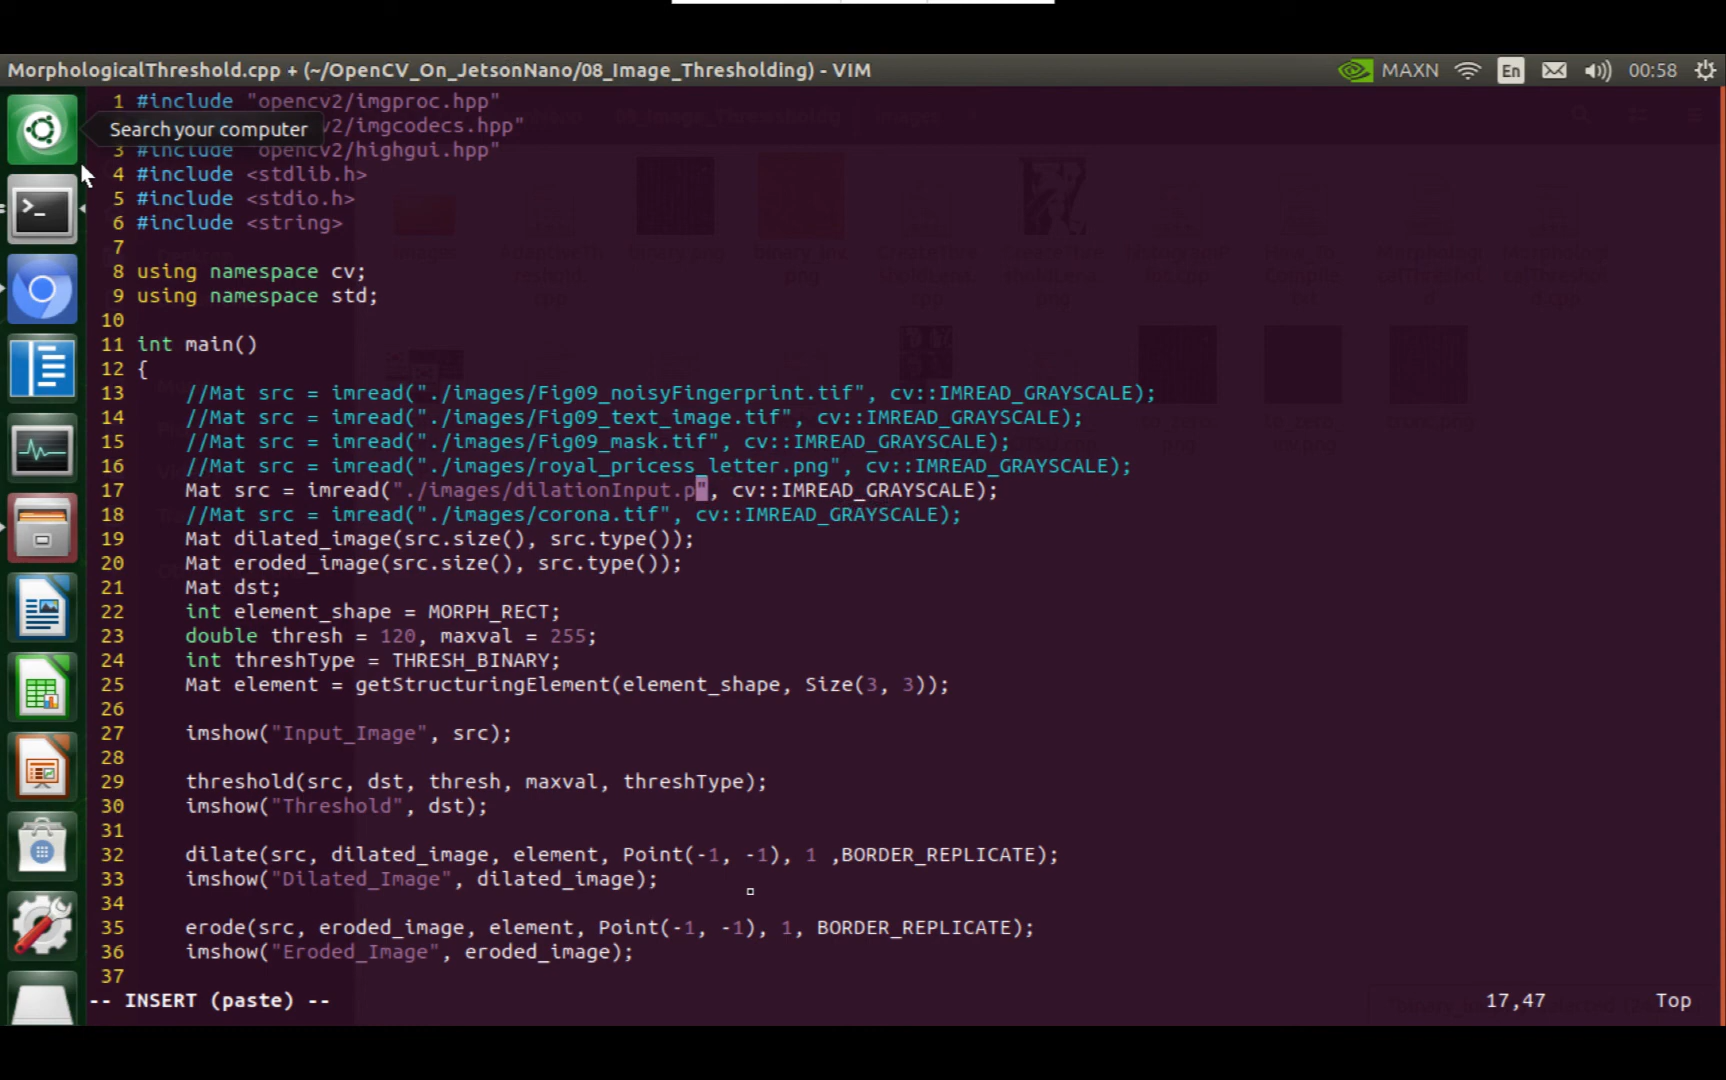 MorphologicalThreshold.cpp + (~/OpenCV_On_JetsonNano/08_Image_Thresholding) - VIM
MAXN En 00:58
Search your computer
1 #include "opencv2/imgproc.hpp"
v2/imgcodecs.hpp"
3 #include "opencv2/highgui.hpp"
4 #include <stdlib.h>
5 #include <stdio.h>
6 #include <string>
7
8 using namespace cv;
9 using namespace std;
10
11 int main()
12 {
13 //Mat src = imread("./images/Fig09_noisyFingerprint.tif", cv::IMREAD_GRAYSCALE);
14 //Mat src = imread("./images/Fig09_text_image.tif", cv::IMREAD_GRAYSCALE);
15 //Mat src = imread("./images/Fig09_mask.tif", cv::IMREAD_GRAYSCALE);
16 //Mat src = imread("./images/royal_pricess_letter.png", cv::IMREAD_GRAYSCALE);
17 Mat src = imread("./images/dilationInput.p", cv::IMREAD_GRAYSCALE);
18 //Mat src = imread("./images/corona.tif", cv::IMREAD_GRAYSCALE);
19 Mat dilated_image(src.size(), src.type());
20 Mat eroded_image(src.size(), src.type());
21 Mat dst;
22 int element_shape = MORPH_RECT;
23 double thresh = 120, maxval = 255;
24 int threshType = THRESH_BINARY;
25 Mat element = getStructuringElement(element_shape, Size(3, 3));
26
27 imshow("Input_Image", src);
28
29 threshold(src, dst, thresh, maxval, threshType);
30 imshow("Threshold", dst);
31
32 dilate(src, dilated_image, element, Point(-1, -1), 1 ,BORDER_REPLICATE);
33 imshow("Dilated_Image", dilated_image);
34
35 erode(src, eroded_image, element, Point(-1, -1), 1, BORDER_REPLICATE);
36 imshow("Eroded_Image", eroded_image);
37
-- INSERT (paste) -- 17,47 Top